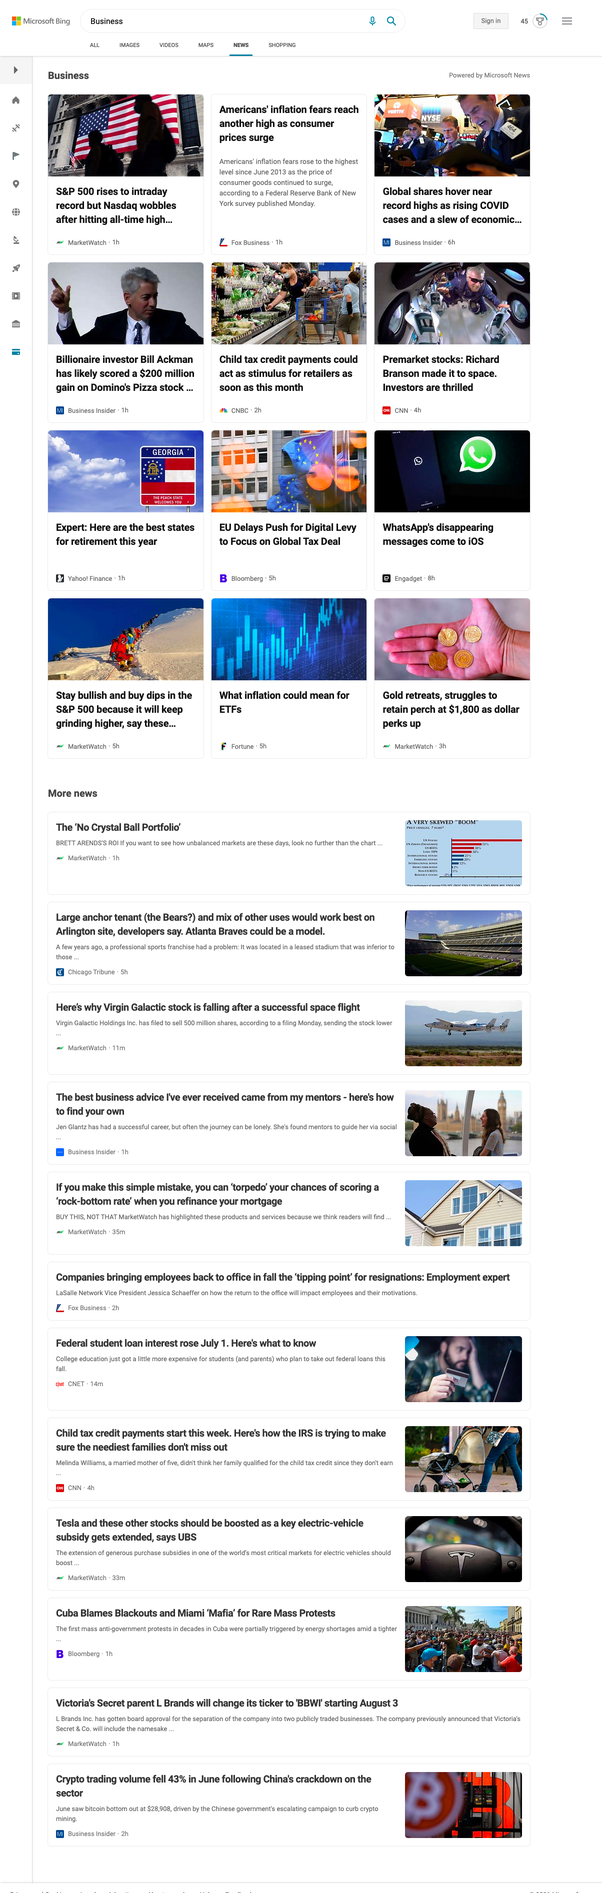 Microsoft Bing
Business
Sign in
45
ALL
IMAGES
VIDEOS
MAPS
NEWS
SHOPPING
Business
Powered by Microsoft News
S&P 500 rises to intraday
record but Nasdaq wobbles
after hitting all-time high...
MarketWatch · 1h
Americans' inflation fears reach
another high as consumer
prices surge
Americans' inflation fears rose to the highest
level since June 2013 as the price of
consumer goods continued to surge,
according to a Federal Reserve Bank of New
York survey published Monday.
Fox Business · 1h
NYSE
Global shares hover near
record highs as rising COVID
cases and a slew of economic...
Business Insider · 6h
Billionaire investor Bill Ackman
has likely scored a $200 million
gain on Domino's Pizza stock ...
Business Insider · 1h
Child tax credit payments could
act as stimulus for retailers as
soon as this month
CNBC · 2h
Premarket stocks: Richard
Branson made it to space.
Investors are thrilled
CNN · 4h
GEORGIA
Expert: Here are the best states
for retirement this year
Yahoo! Finance · 1h
EU Delays Push for Digital Levy
to Focus on Global Tax Deal
Bloomberg · 5h
WhatsApp's disappearing
messages come to iOS
Engadget · 8h
Stay bullish and buy dips in the
S&P 500 because it will keep
grinding higher, say these...
MarketWatch · 5h
What inflation could mean for
ETFs
Fortune · 5h
Gold retreats, struggles to
retain perch at $1,800 as dollar
perks up
MarketWatch · 3h
More news
The 'No Crystal Ball Portfolio'
BRETT ARENDS'S ROI If you want to see how unbalanced markets are these days, look no further than the chart ...
MarketWatch · 1h
A VERY SKEWED "BOOM"
Large anchor tenant (the Bears?) and mix of other uses would work best on
Arlington site, developers say. Atlanta Braves could be a model.
A few years ago, a professional sports franchise had a problem: It was located in a leased stadium that was inferior to
those ...
Chicago Tribune · 5h
Here's why Virgin Galactic stock is falling after a successful space flight
Virgin Galactic Holdings Inc. has filed to sell 500 million shares, according to a filing Monday, sending the stock lower
...
MarketWatch · 11m
The best business advice I've ever received came from my mentors - here's how
to find your own
Jen Glantz has had a successful career, but often the journey can be lonely. She's found mentors to guide her via social
...
Business Insider · 1h
If you make this simple mistake, you can 'torpedo' your chances of scoring a
'rock-bottom rate' when you refinance your mortgage
BUY THIS, NOT THAT MarketWatch has highlighted these products and services because we think readers will find ...
MarketWatch · 35m
Companies bringing employees back to office in fall the 'tipping point' for resignations: Employment expert
LaSalle Network Vice President Jessica Schaeffer on how the return to the office will impact employees and their motivations.
Fox Business · 2h
Federal student loan interest rose July 1. Here's what to know
College education just got a little more expensive for students (and parents) who plan to take out federal loans this
fall.
CNET · 14m
Child tax credit payments start this week. Here's how the IRS is trying to make
sure the neediest families don't miss out
Melinda Williams, a married mother of five, didn't think her family qualified for the child tax credit since they don't earn
...
CNN · 4h
Tesla and these other stocks should be boosted as a key electric-vehicle
subsidy gets extended, says UBS
The extension of generous purchase subsidies in one of the world's most critical markets for electric vehicles should
boost ...
MarketWatch · 33m
Cuba Blames Blackouts and Miami 'Mafia' for Rare Mass Protests
The first mass anti-government protests in decades in Cuba were partially triggered by energy shortages amid a tighter
...
Bloomberg · 1h
Victoria's Secret parent L Brands will change its ticker to 'BBWI' starting August 3
L Brands Inc. has gotten board approval for the separation of the company into two publicly traded businesses. The company previously announced that Victoria's
Secret & Co. will include the namesake ...
MarketWatch · 1h
Crypto trading volume fell 43% in June following China's crackdown on the
sector
June saw bitcoin bottom out at $28,908, driven by the Chinese government's escalating campaign to curb crypto
mining.
Business Insider · 2h